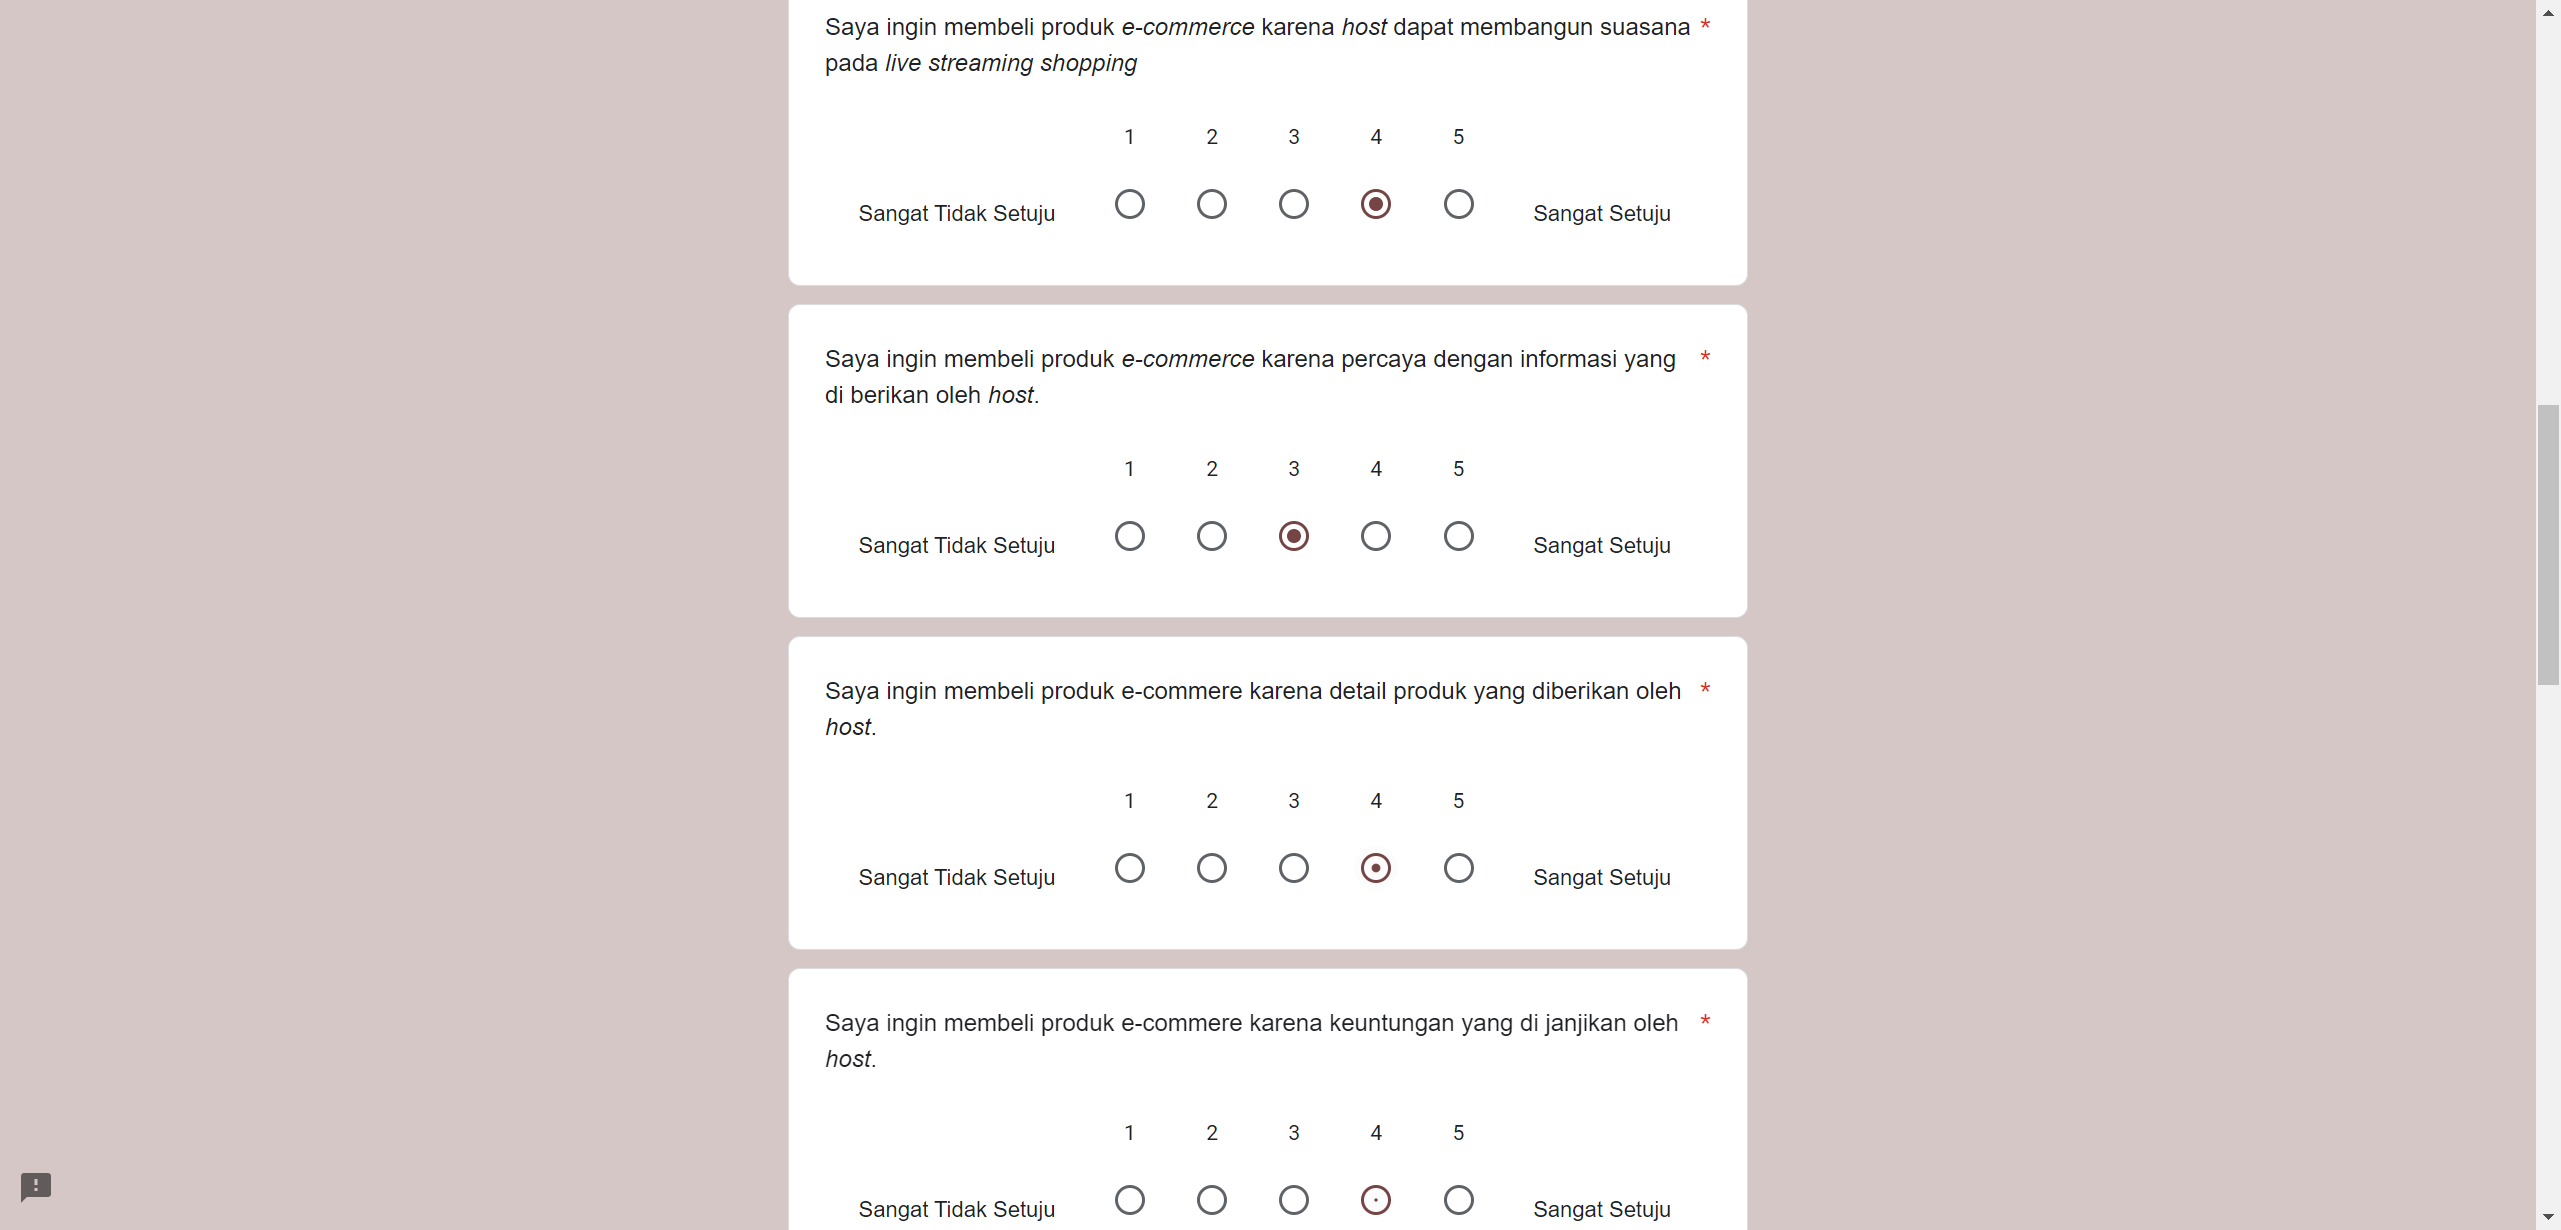 Saya ingin membeli produk e-commerce karena host dapat membangun suasana *
pada live streaming shopping
1 2 3 4 5
Sangat Tidak Setuju Sangat Setuju
Saya ingin membeli produk e-commerce karena percaya dengan informasi yang *
di berikan oleh host.
1 2 3 4 5
Sangat Tidak Setuju Sangat Setuju
Saya ingin membeli produk e-commere karena detail produk yang diberikan oleh *
host.
1 2 3 4 5
Sangat Tidak Setuju Sangat Setuju
Saya ingin membeli produk e-commere karena keuntungan yang di janjikan oleh *
host.
1 2 3 4 5
Sangat Tidak Setuju Sangat Setuju